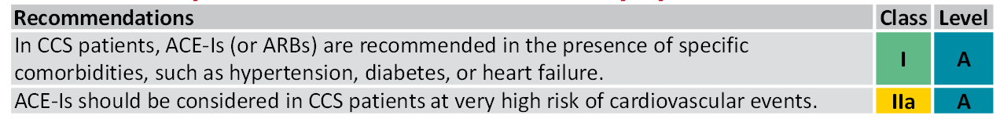 Recommendations Class Level
In CCS patients, ACE-Is (or ARBs) are recommended in the presence of specific
comorbidities, such as hypertension, diabetes, or heart failure. I A
ACE-Is should be considered in CCS patients at very high risk of cardiovascular events. IIa A